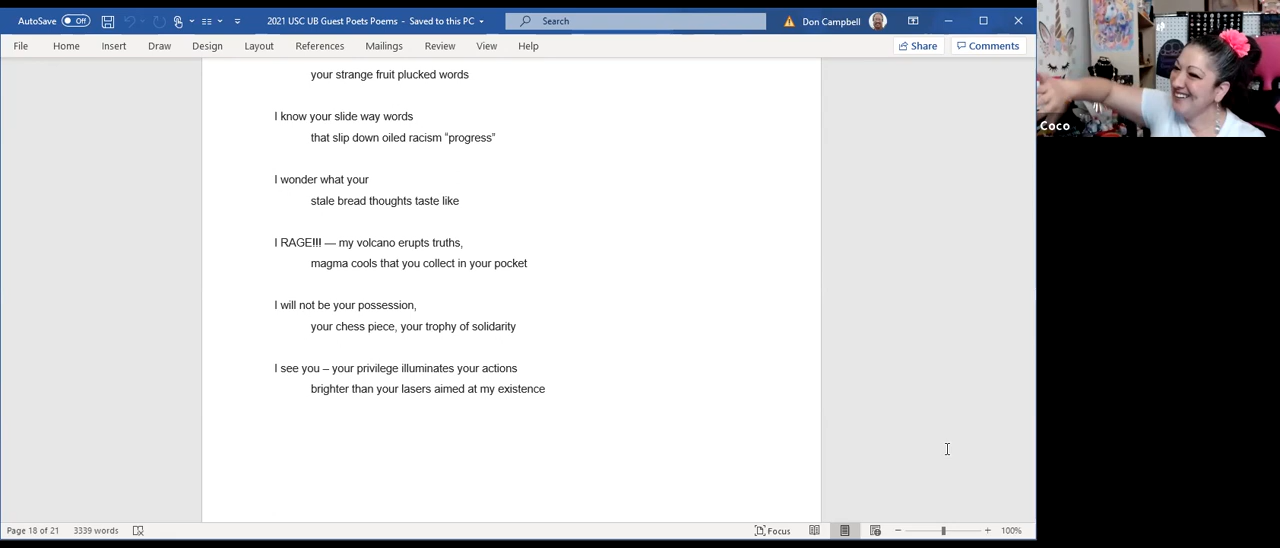 AutoSave Off 2021 USC UB Guest Poets Poems - Saved to this PC Search Don Campbell
File Home Insert Draw Design Layout References Mailings Review View Help Share Comments
your strange fruit plucked words
I know your slide way words
that slip down oiled racism “progress”
I wonder what your
stale bread thoughts taste like
I RAGE!!! — my volcano erupts truths,
magma cools that you collect in your pocket
I will not be your possession,
your chess piece, your trophy of solidarity
I see you – your privilege illuminates your actions
brighter than your lasers aimed at my existence
Page 18 of 21 3339 words Focus 100%
Coco